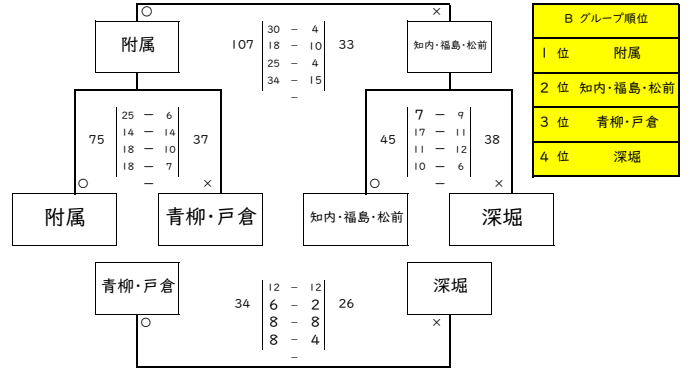 ○ ×
附属
107
30 － 4
18 － 10
25 － 4
34 － 15
－
33
知内・福島・松前
75
25 － 6
14 － 14
18 － 10
18 － 7
－
37
○ ×
附属
青柳・戸倉
45
7 － 9
17 － 11
11 － 12
10 － 6
－
38
○ ×
知内・福島・松前
深堀
青柳・戸倉
34
12 － 12
6 － 2
8 － 8
8 － 4
－
26
深堀
○ ×
B グループ順位
1 位 附属
2 位 知内・福島・松前
3 位 青柳・戸倉
4 位 深堀